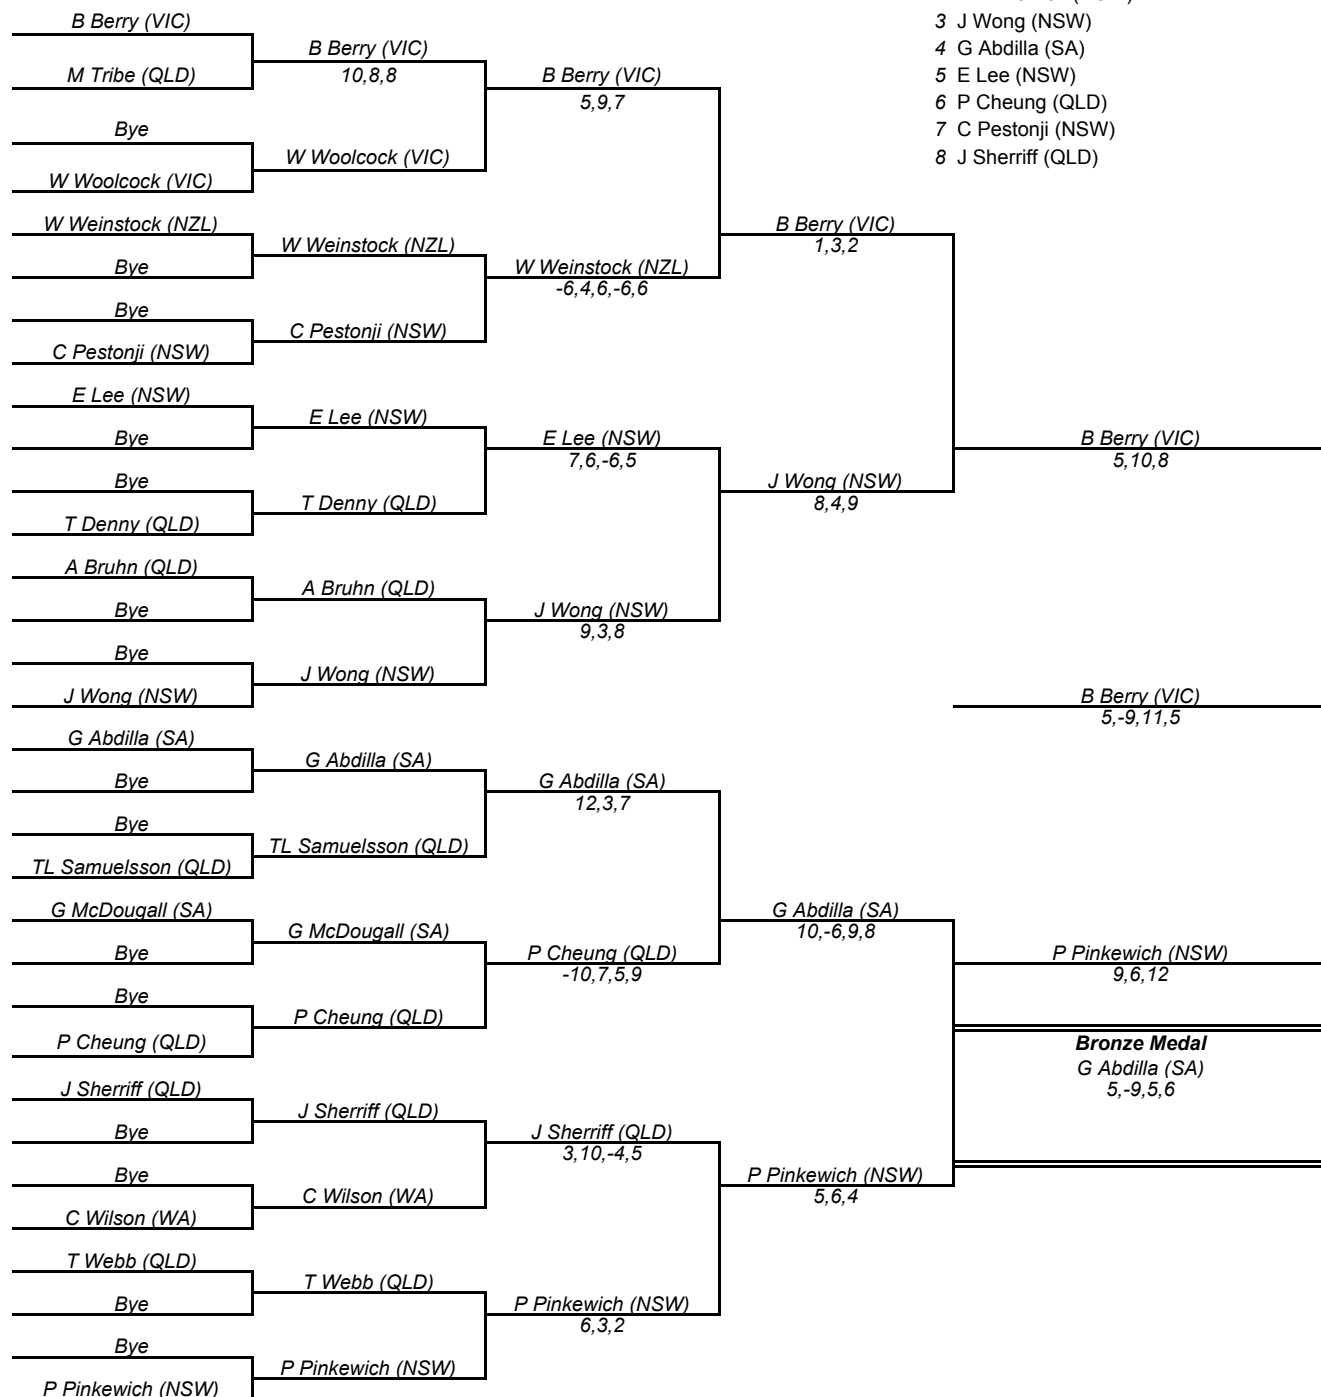 3 J Wong (NSW)
4 G Abdilla (SA)
5 E Lee (NSW)
6 P Cheung (QLD)
7 C Pestonji (NSW)
8 J Sherriff (QLD)
B Berry (VIC)
M Tribe (QLD)
Bye
W Woolcock (VIC)
W Weinstock (NZL)
Bye
Bye
C Pestonji (NSW)
E Lee (NSW)
Bye
Bye
T Denny (QLD)
A Bruhn (QLD)
Bye
Bye
J Wong (NSW)
G Abdilla (SA)
Bye
Bye
TL Samuelsson (QLD)
G McDougall (SA)
Bye
Bye
P Cheung (QLD)
J Sherriff (QLD)
Bye
Bye
C Wilson (WA)
T Webb (QLD)
Bye
Bye
P Pinkewich (NSW)
B Berry (VIC)
10,8,8
W Woolcock (VIC)
W Weinstock (NZL)
C Pestonji (NSW)
E Lee (NSW)
T Denny (QLD)
A Bruhn (QLD)
J Wong (NSW)
G Abdilla (SA)
TL Samuelsson (QLD)
G McDougall (SA)
P Cheung (QLD)
J Sherriff (QLD)
C Wilson (WA)
T Webb (QLD)
P Pinkewich (NSW)
B Berry (VIC)
5,9,7
W Weinstock (NZL)
-6,4,6,-6,6
E Lee (NSW)
7,6,-6,5
J Wong (NSW)
9,3,8
G Abdilla (SA)
12,3,7
P Cheung (QLD)
-10,7,5,9
J Sherriff (QLD)
3,10,-4,5
P Pinkewich (NSW)
6,3,2
B Berry (VIC)
1,3,2
J Wong (NSW)
8,4,9
G Abdilla (SA)
10,-6,9,8
P Pinkewich (NSW)
5,6,4
B Berry (VIC)
5,10,8
B Berry (VIC)
5,-9,11,5
P Pinkewich (NSW)
9,6,12
Bronze Medal
G Abdilla (SA)
5,-9,5,6